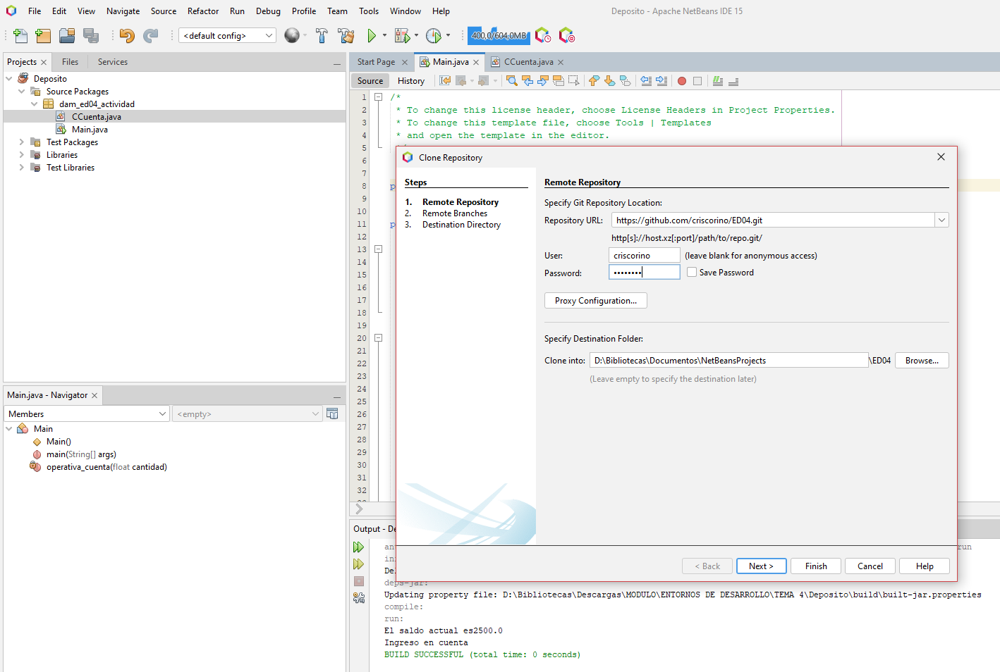 File Edit View Navigate Source Refactor Run Debug Profile Team Tools Window Help
Deposito - Apache NetBeans IDE 15
<default config>
400,0/604,0MB
Projects Files Services
Deposito
Source Packages
dam_ed04_actividad
CCuenta.java
Main.java
Test Packages
Libraries
Test Libraries
Start Page Main.java CCuenta.java
Source History
1 /*
2 * To change this license header, choose License Headers in Project Properties.
3 * To change this template file, choose Tools | Templates
4 * and open the template in the editor.
5
6
7
8 p
9
10
11 p
12
13
14
15
16
17
18
19
20
21
22
23
24
25
26
27
28
29
30
31
32
Clone Repository
Steps
1. Remote Repository
2. Remote Branches
3. Destination Directory
Remote Repository
Specify Git Repository Location:
Repository URL: https://github.com/criscorino/ED04.git
http[s]://host.xz[:port]/path/to/repo.git/
User: criscorino (leave blank for anonymous access)
Password: •••••••• Save Password
Proxy Configuration...
Specify Destination Folder:
Clone into: D:\Bibliotecas\Documentos\NetBeansProjects \ED04 Browse...
(Leave empty to specify the destination later)
< Back Next > Finish Cancel Help
Main.java - Navigator
Members <empty>
Main
Main()
main(String[] args)
operativa_cuenta(float cantidad)
Output - De
an run
in
De
deps-jar:
Updating property file: D:\Bibliotecas\Descargas\MODULO\ENTORNOS DE DESARROLLO\TEMA 4\Deposito\build\built-jar.properties
compile:
run:
El saldo actual es2500.0
Ingreso en cuenta
BUILD SUCCESSFUL (total time: 0 seconds)